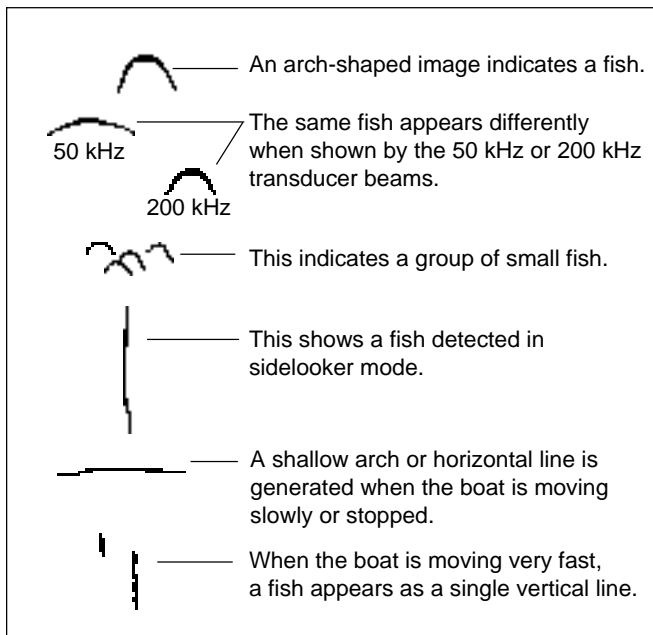 An arch-shaped image indicates a fish.
The same fish appears differently
when shown by the 50 kHz or 200 kHz
transducer beams.
50 kHz
200 kHz
This indicates a group of small fish.
This shows a fish detected in
sidelooker mode.
A shallow arch or horizontal line is
generated when the boat is moving
slowly or stopped.
When the boat is moving very fast,
a fish appears as a single vertical line.